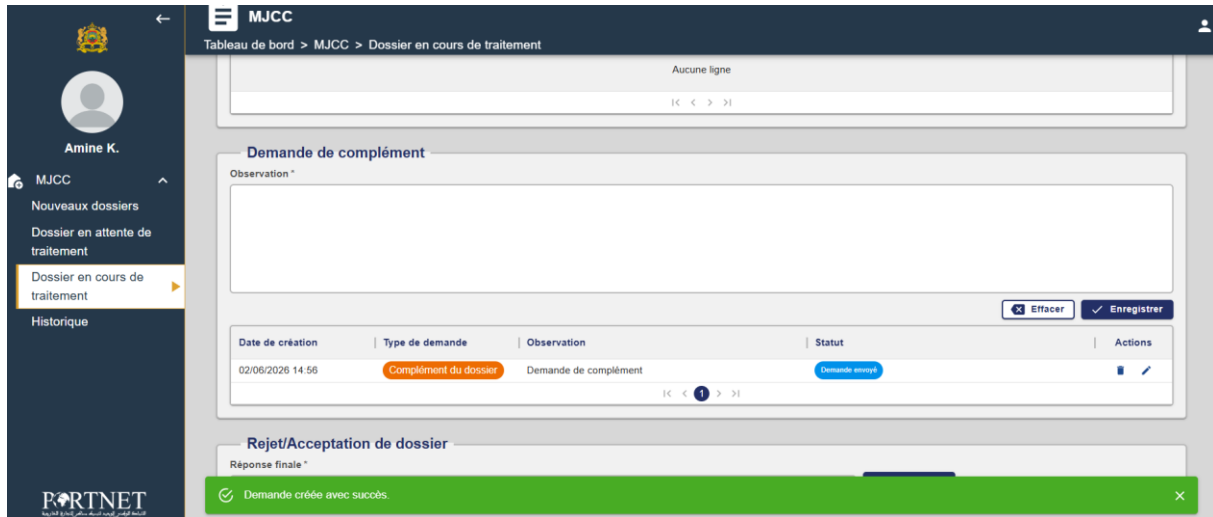 MJCC
Tableau de bord > MJCC > Dossier en cours de traitement
Amine K.
MJCC
Nouveaux dossiers
Dossier en attente de
traitement
Dossier en cours de
traitement
Historique
PORTNET
Aucune ligne
Demande de complément
Observation *
Effacer
Enregistrer
Date de création | Type de demande | Observation | Statut | Actions
02/06/2026 14:56 Complément du dossier Demande de complément Demande envoyé
1
Rejet/Acceptation de dossier
Réponse finale *
Demande créée avec succès.